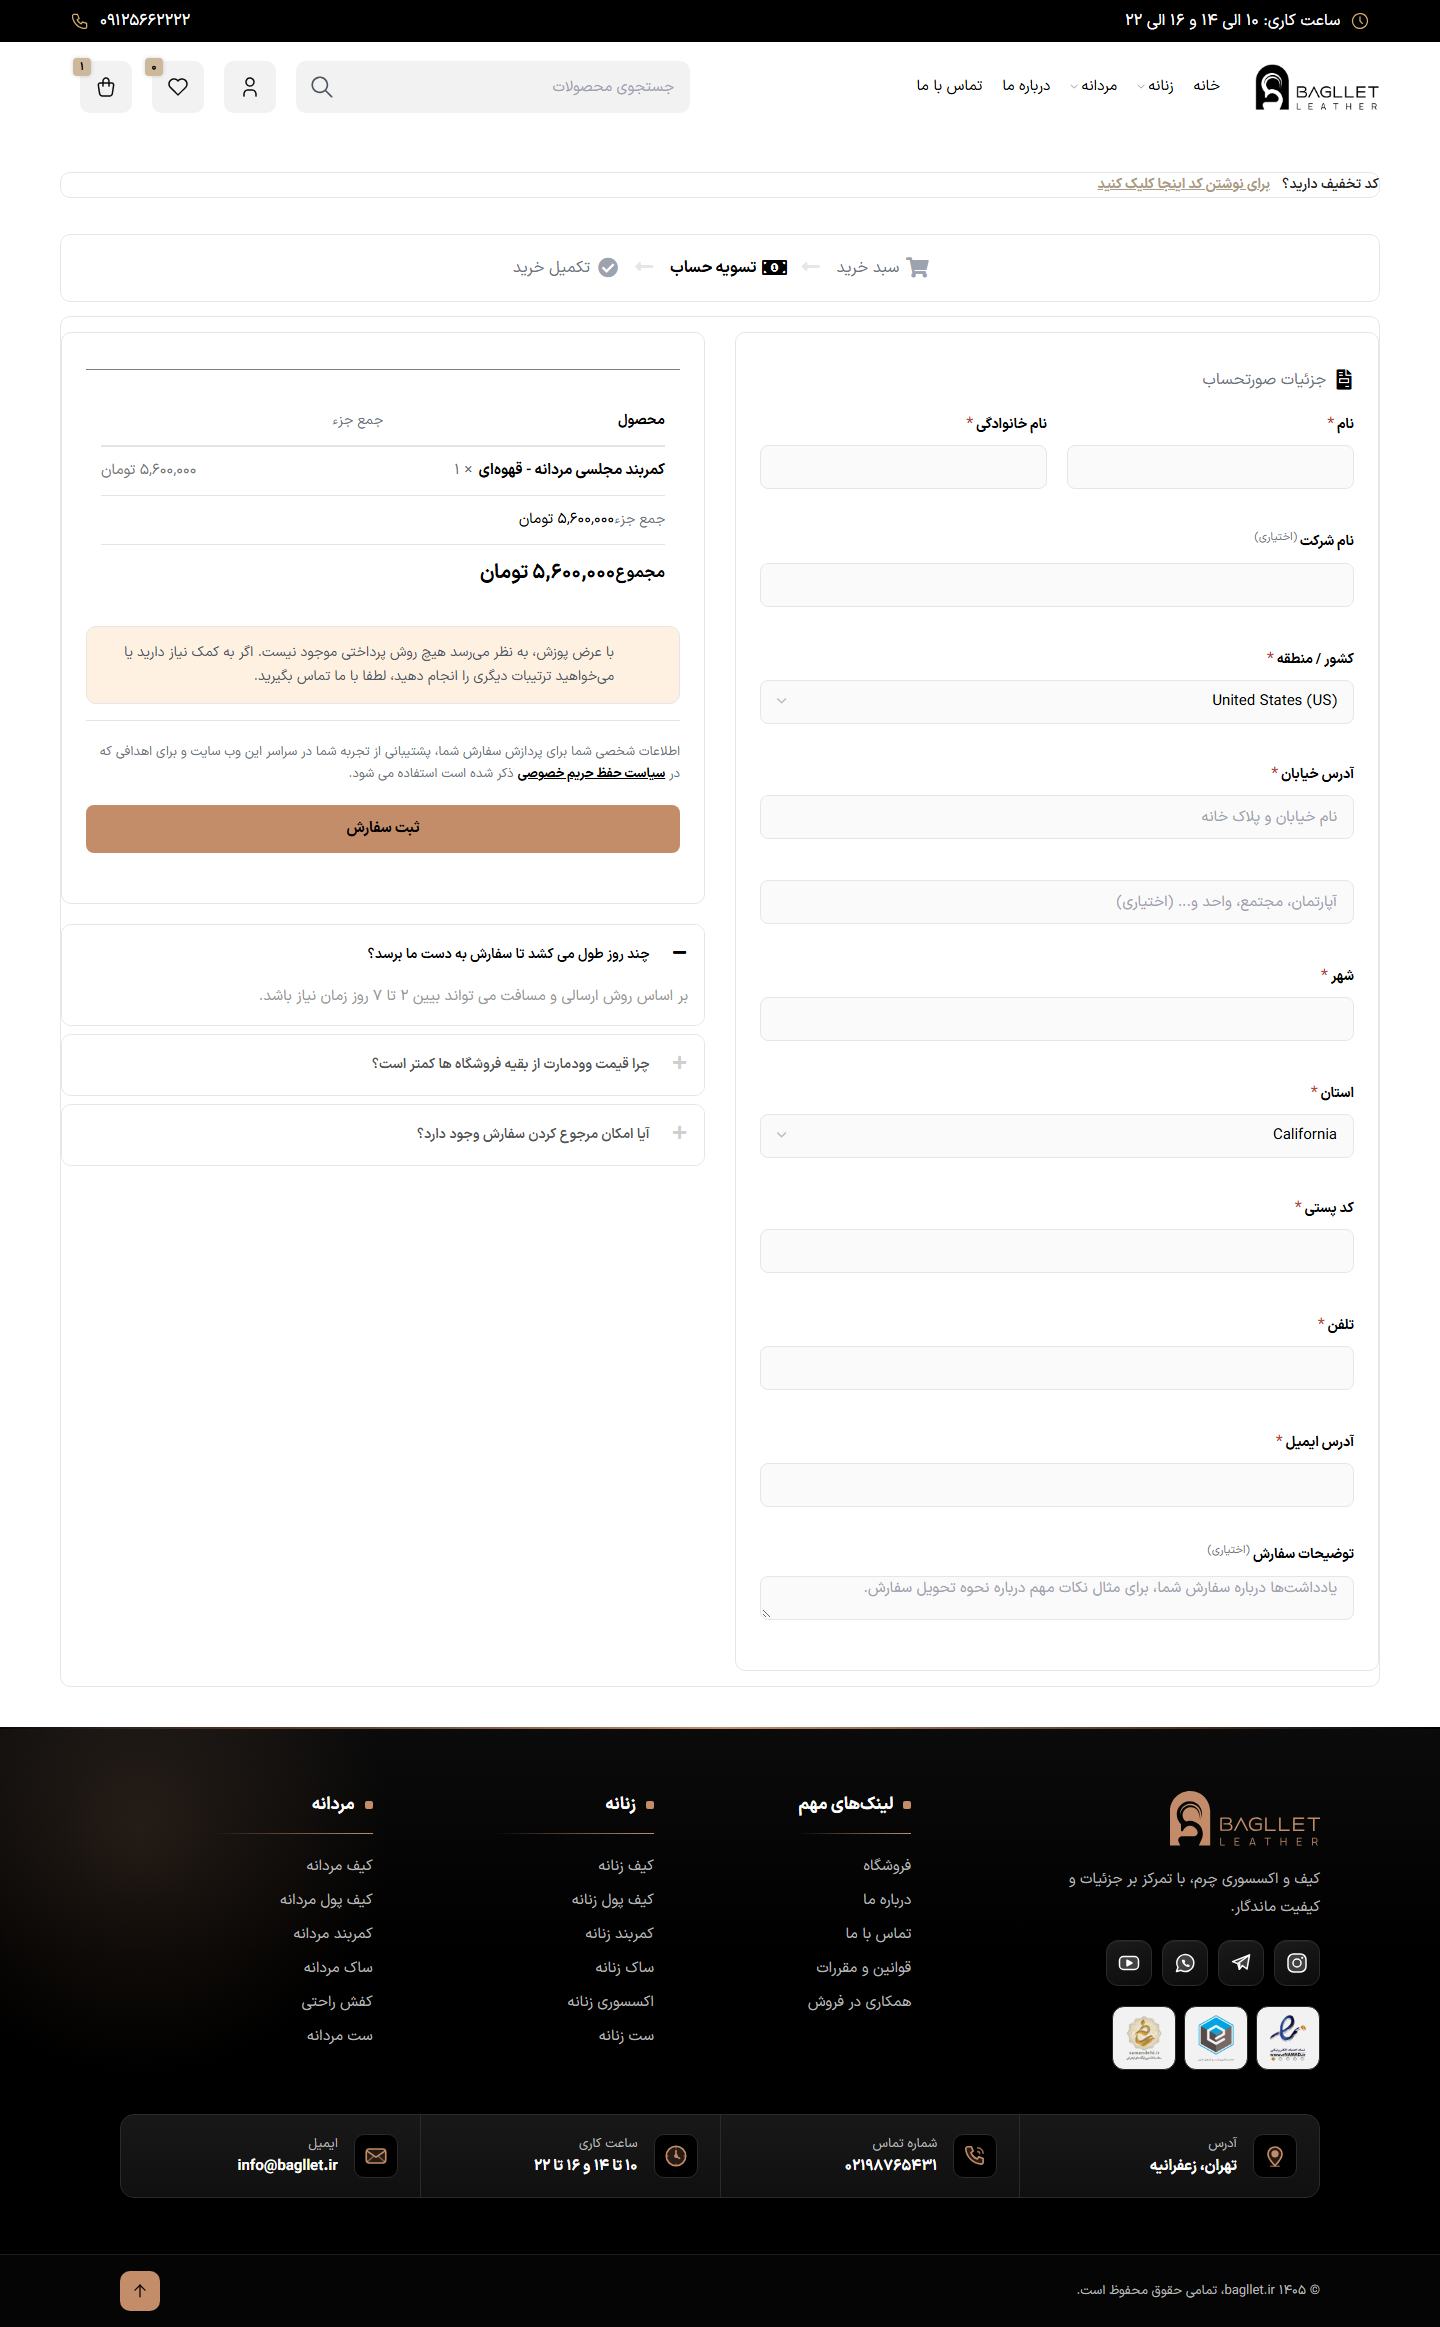 ساعت کاری: ۱۰ الی ۱۴ و ۱۶ الی ۲۲
۰۹۱۲۵۶۶۲۲۲۲
BAGLLET
LEATHER
خانه
زنانه
مردانه
درباره ما
تماس با ما
جستجوی محصولات
۰
۱
کد تخفیف دارید؟ برای نوشتن کد اینجا کلیک کنید
سبد خرید
تسویه حساب
تکمیل خرید
جزئیات صورتحساب
نام *
نام خانوادگی *
نام شرکت (اختیاری)
کشور / منطقه *
United States (US)
آدرس خیابان *
نام خیابان و پلاک خانه
آپارتمان، مجتمع، واحد و... (اختیاری)
شهر *
استان *
California
کد پستی *
تلفن *
آدرس ایمیل *
توضیحات سفارش (اختیاری)
یادداشت‌ها درباره سفارش شما، برای مثال نکات مهم درباره نحوه تحویل سفارش.
محصول
جمع جزء
کمربند مجلسی مردانه - قهوه‌ای × ۱
۵,۶۰۰,۰۰۰ تومان
جمع جزء۵,۶۰۰,۰۰۰ تومان
مجموع۵,۶۰۰,۰۰۰ تومان
با عرض پوزش، به نظر می‌رسد هیچ روش پرداختی موجود نیست. اگر به کمک نیاز دارید یا
می‌خواهید ترتیبات دیگری را انجام دهید، لطفا با ما تماس بگیرید.
اطلاعات شخصی شما برای پردازش سفارش شما، پشتیبانی از تجربه شما در سراسر این وب سایت و برای اهدافی که
در سیاست حفظ حریم خصوصی ذکر شده است استفاده می شود.
ثبت سفارش
چند روز طول می کشد تا سفارش به دست ما برسد؟
بر اساس روش ارسالی و مسافت می تواند بیین ۲ تا ۷ روز زمان نیاز باشد.
چرا قیمت وودمارت از بقیه فروشگاه ها کمتر است؟
آیا امکان مرجوع کردن سفارش وجود دارد؟
BAGLLET
LEATHER
کیف و اکسسوری چرم، با تمرکز بر جزئیات و
کیفیت ماندگار.
لینک‌های مهم
فروشگاه
درباره ما
تماس با ما
قوانین و مقررات
همکاری در فروش
زنانه
کیف زنانه
کیف پول زنانه
کمربند زنانه
ساک زنانه
اکسسوری زنانه
ست زنانه
مردانه
کیف مردانه
کیف پول مردانه
کمربند مردانه
ساک مردانه
کفش راحتی
ست مردانه
آدرس
تهران، زعفرانیه
شماره تماس
۰۲۱۹۸۷۶۵۴۳۱
ساعت کاری
۱۰ تا ۱۴ و ۱۶ تا ۲۲
ایمیل
info@bagllet.ir
© ۱۴۰۵ bagllet.ir، تمامی حقوق محفوظ است.